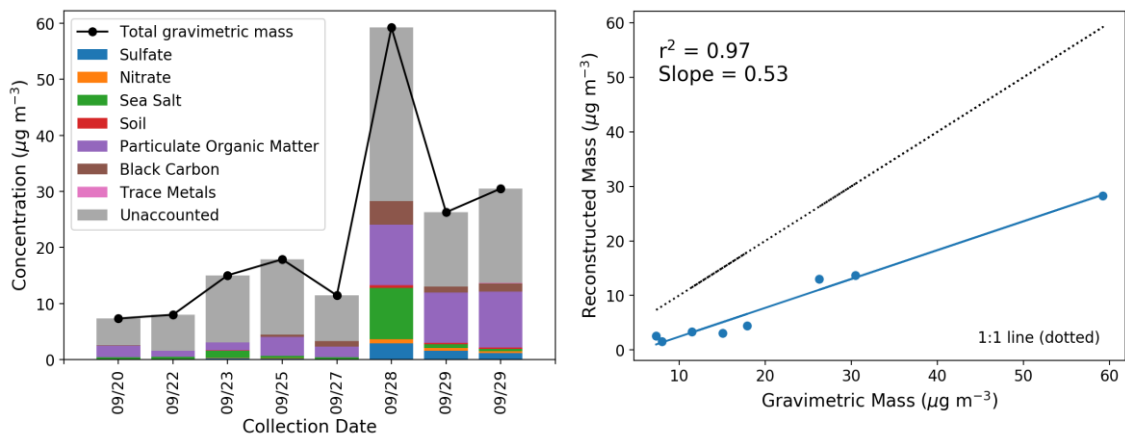 60
50
40
30
20
10
0
Concentration (μg m⁻³)
Total gravimetric mass
Sulfate
Nitrate
Sea Salt
Soil
Particulate Organic Matter
Black Carbon
Trace Metals
Unaccounted
09/20
09/22
09/23
09/25
09/27
09/28
09/29
09/29
Collection Date
60
50
40
30
20
10
0
Reconstructed Mass (μg m⁻³)
r² = 0.97
Slope = 0.53
1:1 line (dotted)
10
20
30
40
50
60
Gravimetric Mass (μg m⁻³)